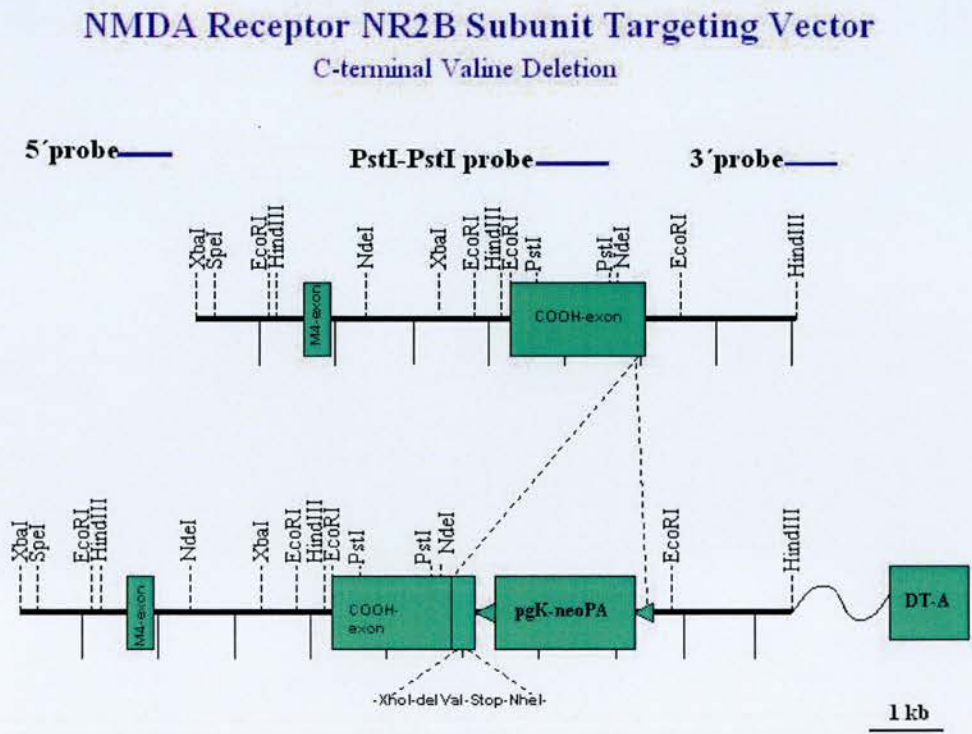 NMDA Receptor NR2B Subunit Targeting Vector
C-terminal Valine Deletion
5´probe
PstI-PstI probe
3´probe
XbaI
SpeI
EcoRI
HindIII
NdeI
XbaI
EcoRI
HindIII
EcoRI
PstI
PstI
NdeI
EcoRI
HindIII
M4-exon
COOH-exon
XbaI
SpeI
EcoRI
HindIII
NdeI
XbaI
EcoRI
HindIII
EcoRI
PstI
PstI
NdeI
EcoRI
HindIII
M4-exon
COOH-
exon
pgK-neoPA
DT-A
-XhoI-del Val-Stop-NheI-
1 kb